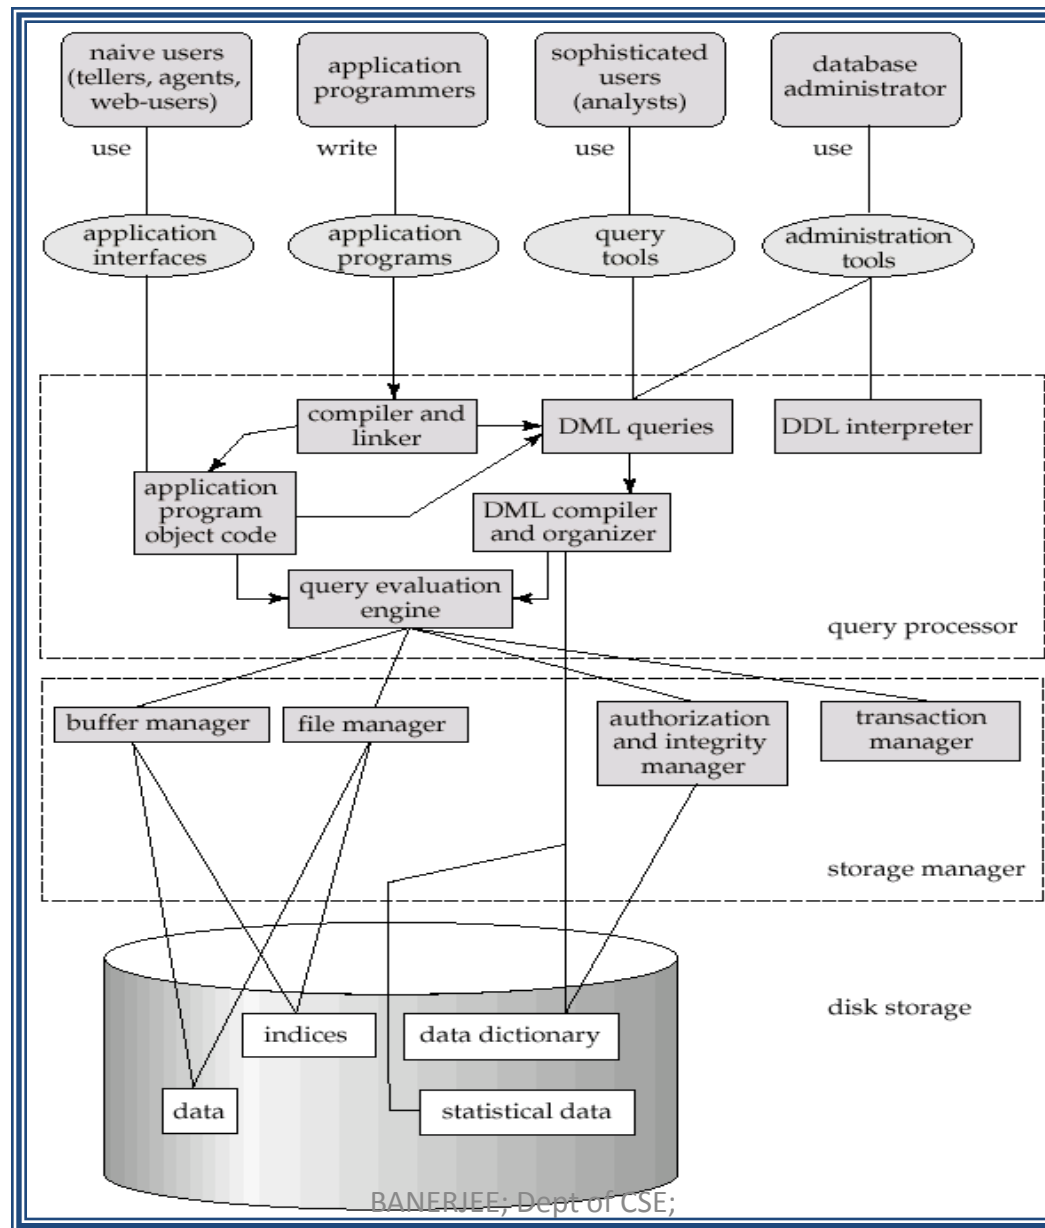 naive users
(tellers, agents,
web-users)
application
programmers
sophisticated
users
(analysts)
database
administrator
use
write
use
use
application
interfaces
application
programs
query
tools
administration
tools
compiler and
linker
DML queries
DDL interpreter
application
program
object code
DML compiler
and organizer
query evaluation
engine
query processor
buffer manager
file manager
authorization
and integrity
manager
transaction
manager
storage manager
disk storage
indices
data dictionary
data
statistical data
BANERJEE; Dept of CSE;